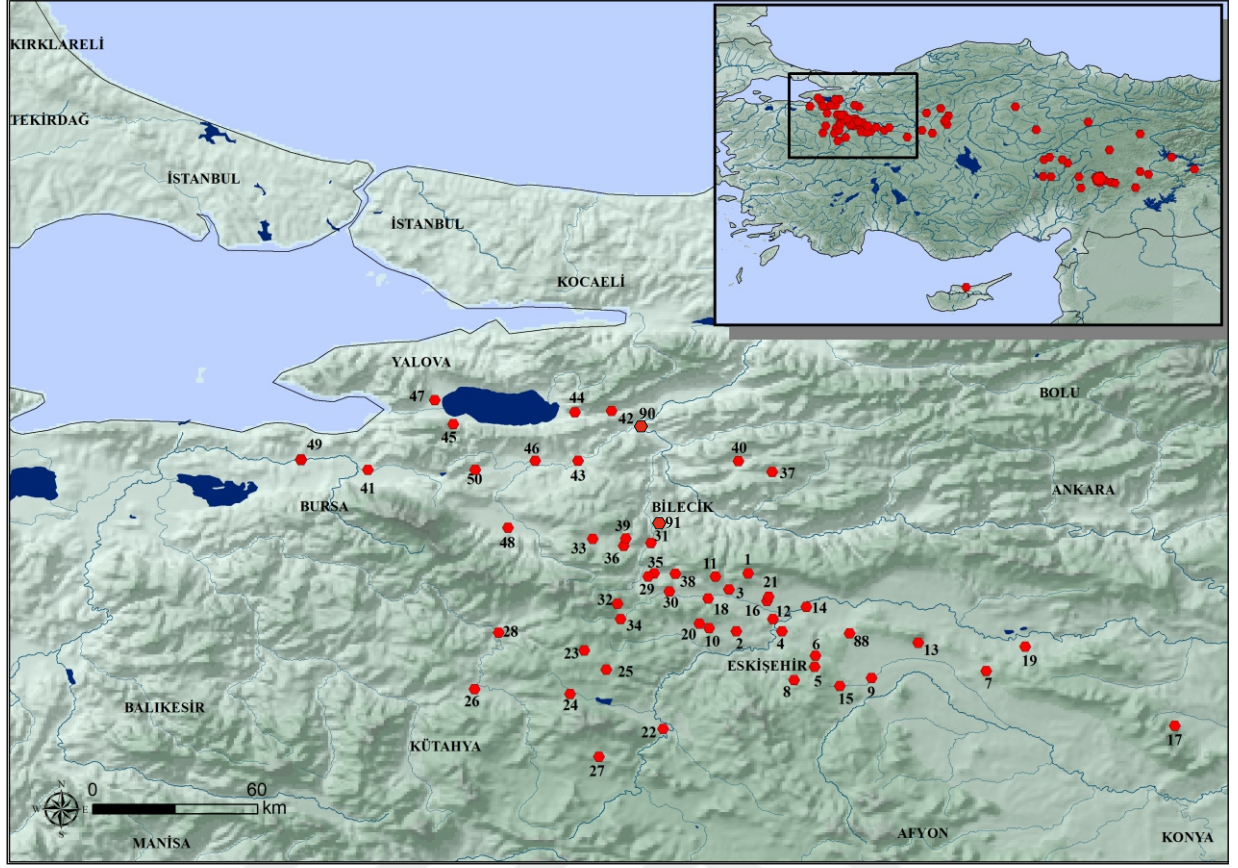 KIRKLARELİ
TEKİRDAĞ
İSTANBUL
İSTANBUL
KOCAELİ
YALOVA
BOLU
47
44
42
90
45
49
46
43
40
37
41
50
ANKARA
BURSA
BİLECİK
91
48
33
39
36
31
35
29
38
11
1
30
3
21
18
16
14
32
12
34
20
10
2
4
88
28
13
23
6
19
ESKİŞEHİR
25
5
7
26
24
8
15
9
BALIKESİR
22
17
KÜTAHYA
27
N
W E
S
0 60
km
MANİSA
AFYON
KONYA